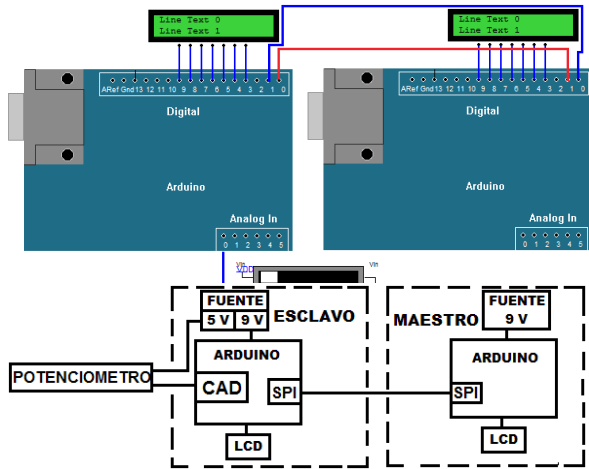 Line Text 0
Line Text 1
Line Text 0
Line Text 1
ARef Gnd 13 12 11 10 9 8 7 6 5 4 3 2 1 0
ARef Gnd 13 12 11 10 9 8 7 6 5 4 3 2 1 0
Digital
Digital
Arduino
Arduino
Analog In
Analog In
0 1 2 3 4 5
0 1 2 3 4 5
Vin
VDD
Vin
FUENTE
5 V 9 V
ESCLAVO
ARDUINO
POTENCIOMETRO
CAD
SPI
LCD
MAESTRO
FUENTE
9 V
ARDUINO
SPI
LCD